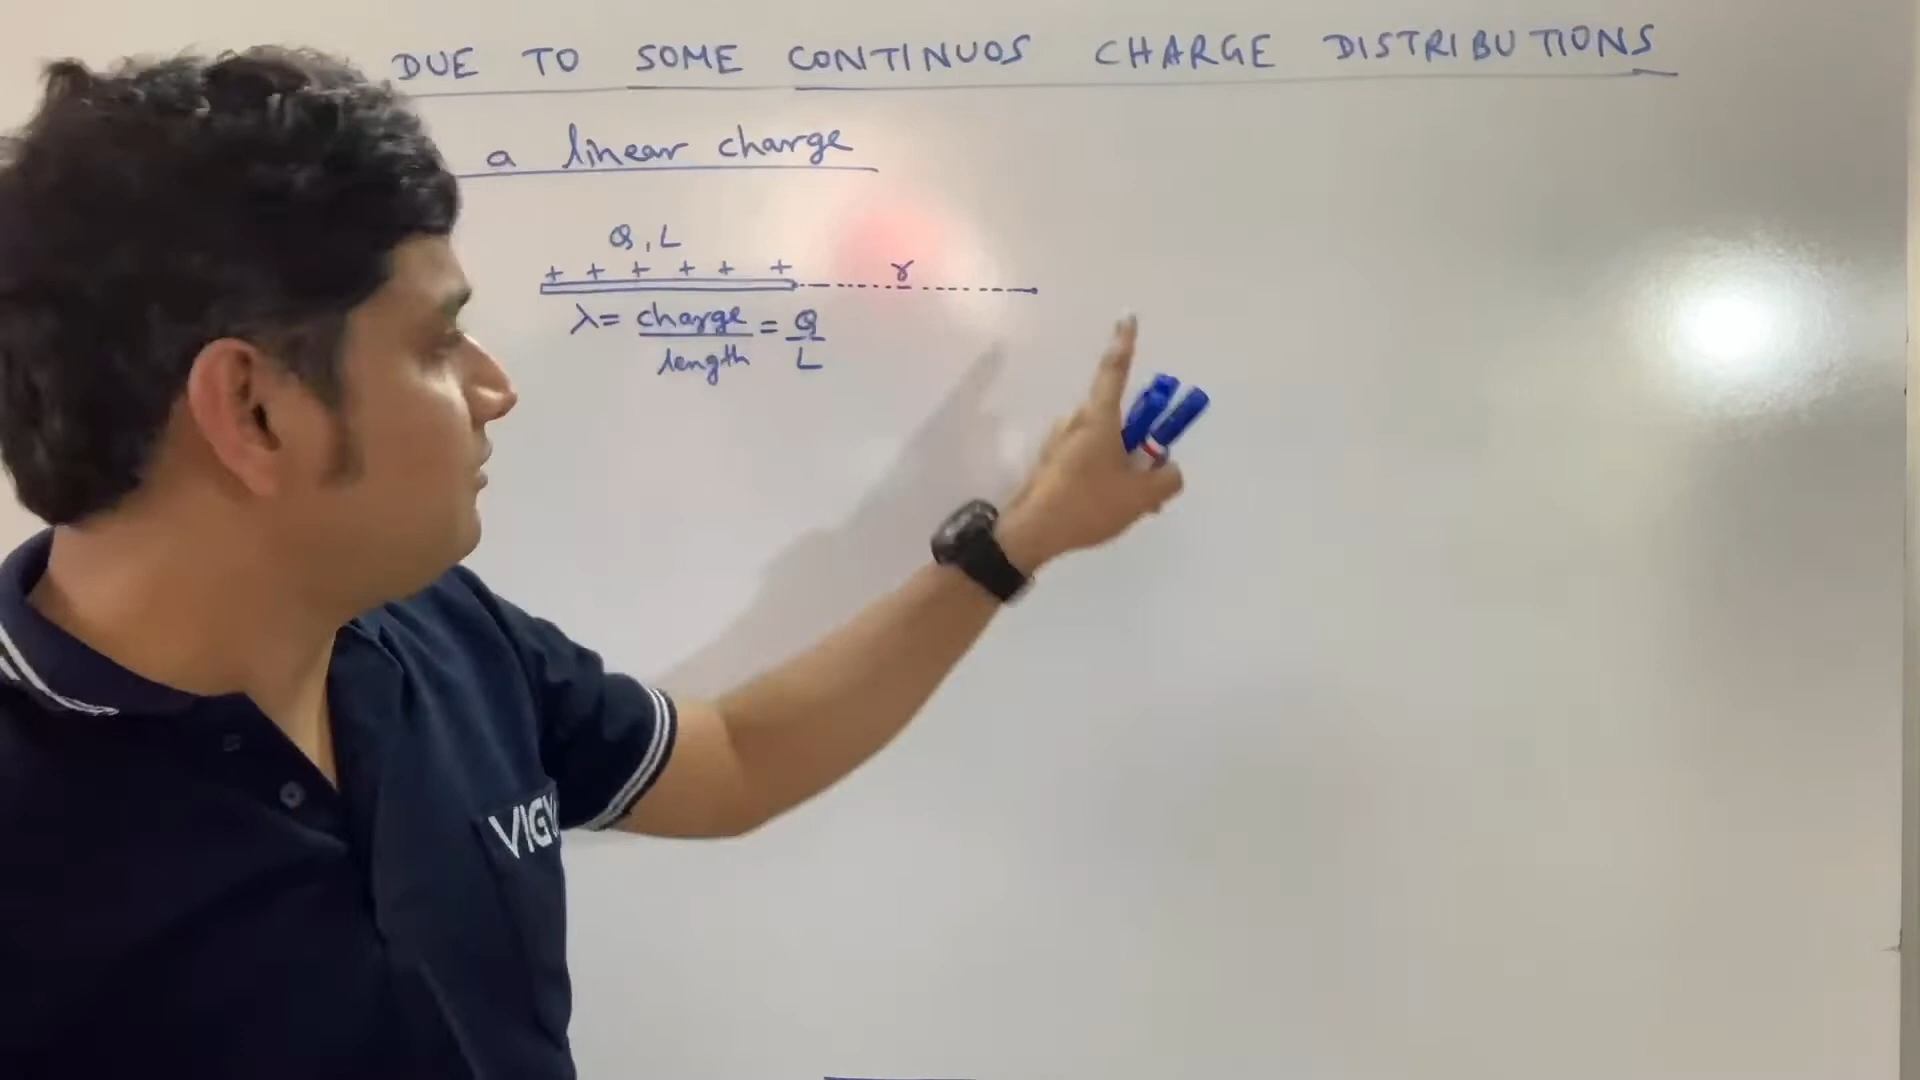 DUE TO SOME CONTINUOS CHARGE DISTRIBUTIONS
a linear charge
Q, L
+ + + + + +
r
λ = charge/length = Q/L